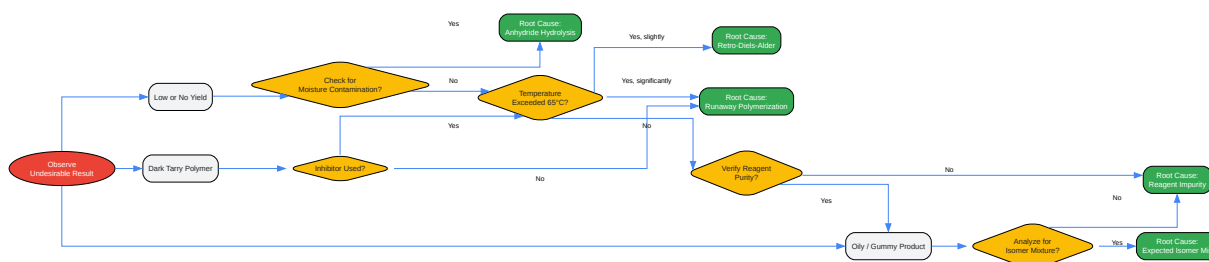 Yes
Root Cause:
Anhydride Hydrolysis
Yes, slightly
Root Cause:
Retro-Diels-Alder
Check for
Moisture Contamination?
No
Yes, significantly
Low or No Yield
Temperature
Exceeded 65°C?
Root Cause:
Runaway Polymerization
Yes
No
Observe
Undesirable Result
Dark Tarry Polymer
Inhibitor Used?
No
Verify Reagent
Purity?
No
Root Cause:
Reagent Impurity
Yes
No
Oily / Gummy Product
Analyze for
Isomer Mixture?
Yes
Root Cause:
Expected Isomer